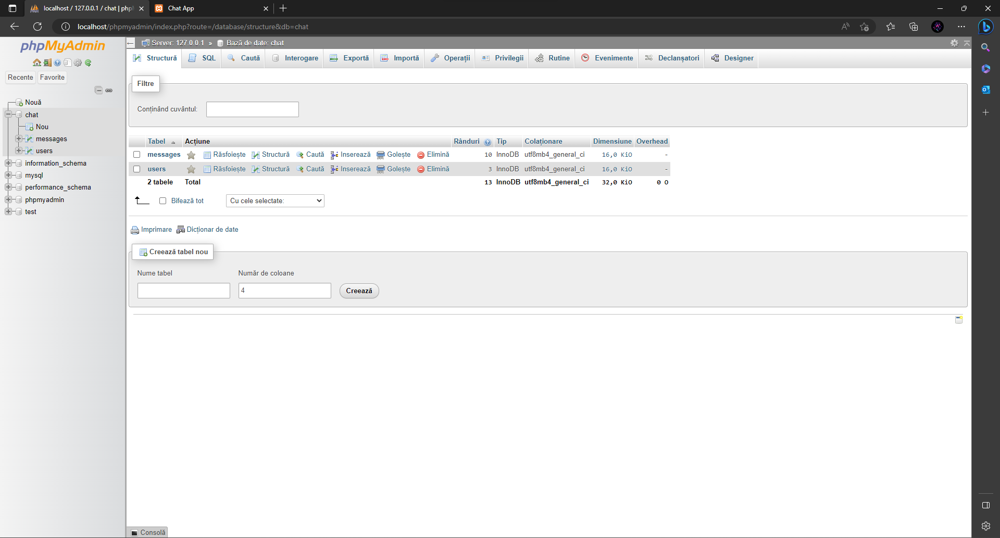 localhost / 127.0.0.1 / chat | php
Chat App
localhost/phpmyadmin/index.php?route=/database/structure&db=chat
phpMyAdmin
Recente
Favorite
Nouă
chat
Nou
messages
users
information_schema
mysql
performance_schema
phpmyadmin
test
Server: 127.0.0.1 » Bază de date: chat
Structură SQL Caută Interogare Exportă Importă Operații Privilegii Rutine Evenimente Declanșatori Designer
Filtre
Conținând cuvântul:
Tabel Acțiune Rânduri Tip Colaționare Dimensiune Overhead
messages Răsfoiește Structură Caută Inserează Golește Elimină 10 InnoDB utf8mb4_general_ci 16,0 KiO -
users Răsfoiește Structură Caută Inserează Golește Elimină 3 InnoDB utf8mb4_general_ci 16,0 KiO -
2 tabele Total 13 InnoDB utf8mb4_general_ci 32,0 KiO 0 O
Bifează tot Cu cele selectate:
Imprimare Dicționar de date
Creează tabel nou
Nume tabel Număr de coloane
4 Creează
Consolă